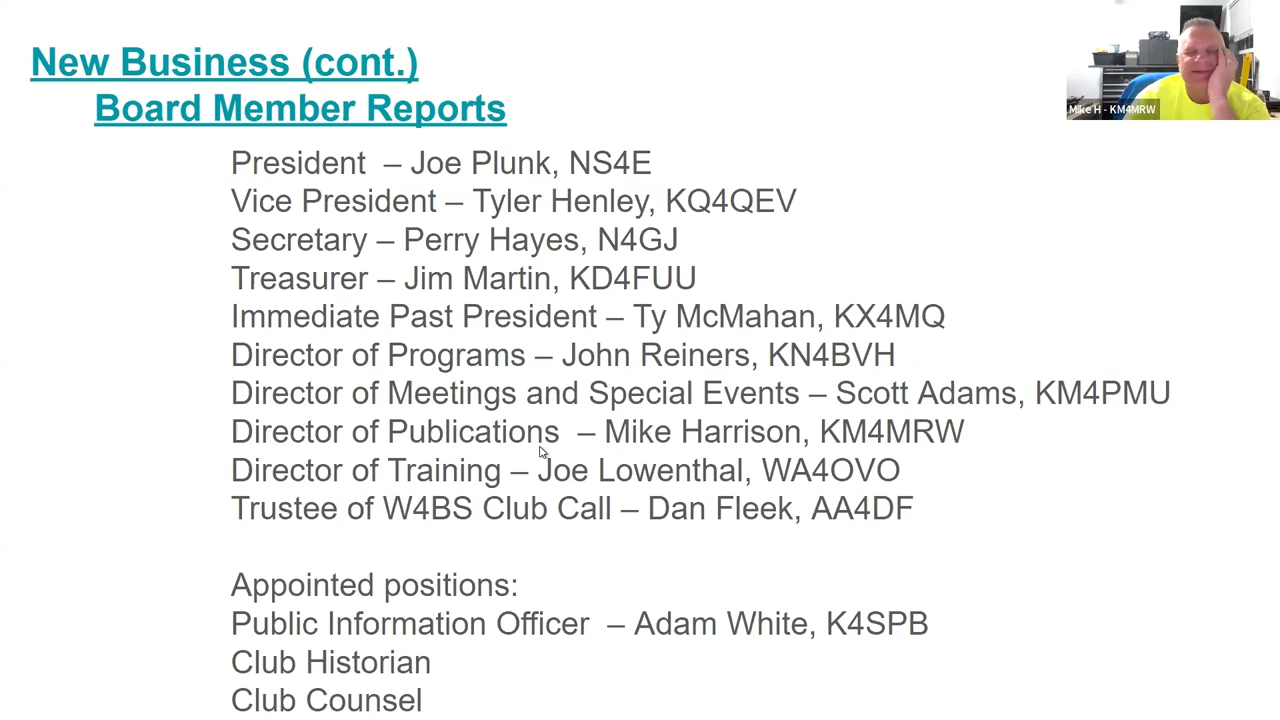 New Business (cont.)
Board Member Reports
Mike H - KM4MRW
President – Joe Plunk, NS4E
Vice President – Tyler Henley, KQ4QEV
Secretary – Perry Hayes, N4GJ
Treasurer – Jim Martin, KD4FUU
Immediate Past President – Ty McMahan, KX4MQ
Director of Programs – John Reiners, KN4BVH
Director of Meetings and Special Events – Scott Adams, KM4PMU
Director of Publications – Mike Harrison, KM4MRW
Director of Training – Joe Lowenthal, WA4OVO
Trustee of W4BS Club Call – Dan Fleek, AA4DF
Appointed positions:
Public Information Officer – Adam White, K4SPB
Club Historian
Club Counsel